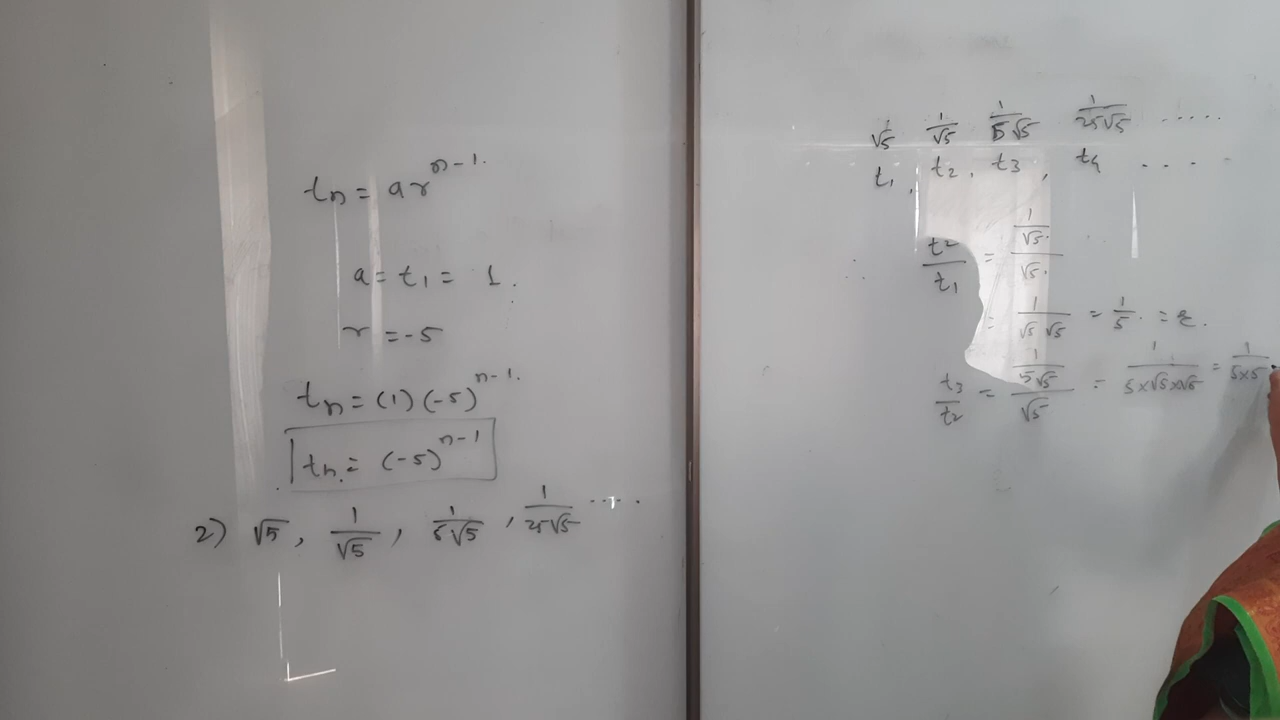 tn = ar^(n-1).
a = t₁ = 1.
r = -5
tn = (1) (-5)^(n-1).
tn. = (-5)^(n-1)
2) √5, 1/√5, 1/5√5, 1/25√5 .....
√5 1/√5 1/5√5 1/25√5 .....
t₁, t₂, t₃, t₄ ....
∴ t₂/t₁ = (1/√5.)/√5.
= 1/√5 √5 = 1/5. = r.
t₃/t₂ = (1/5√5)/√5 = 1/5×√5×√5 = 1/5×5